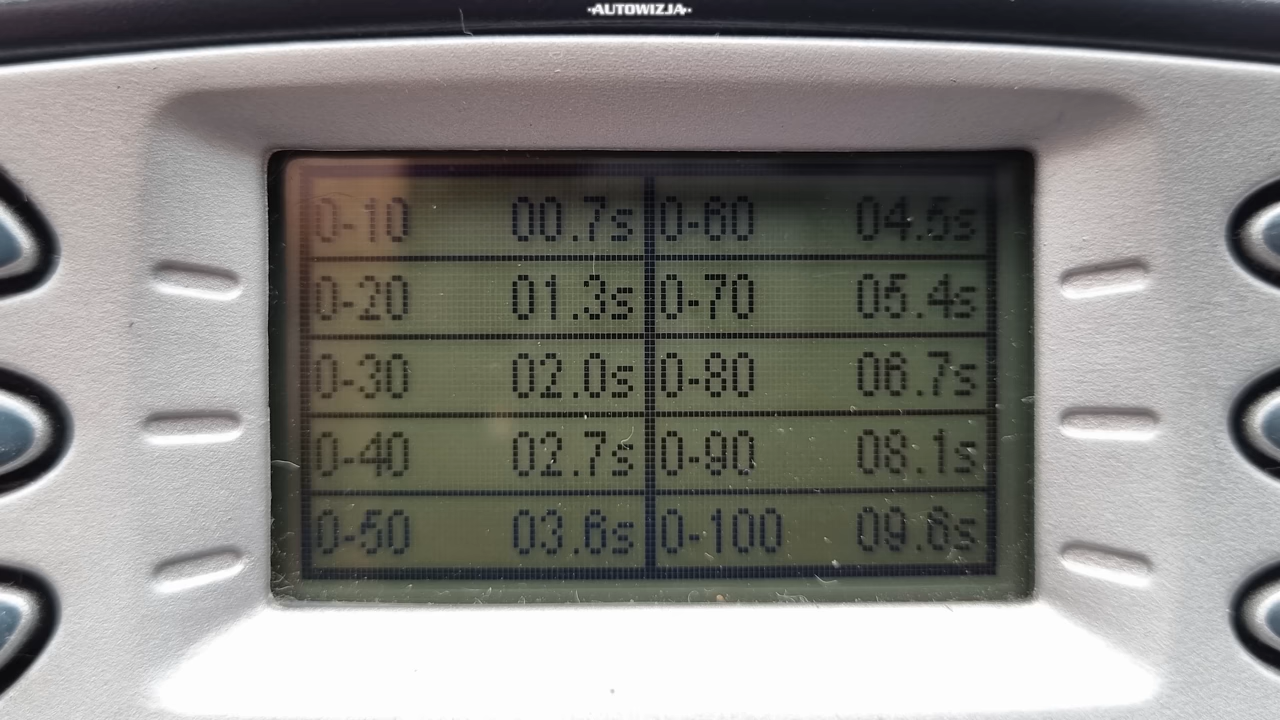 ·AUTOWIZJA·
0-10 00.7s 0-60 04.5s
0-20 01.3s 0-70 05.4s
0-30 02.0s 0-80 06.7s
0-40 02.7s 0-90 08.1s
0-50 03.6s 0-100 09.8s